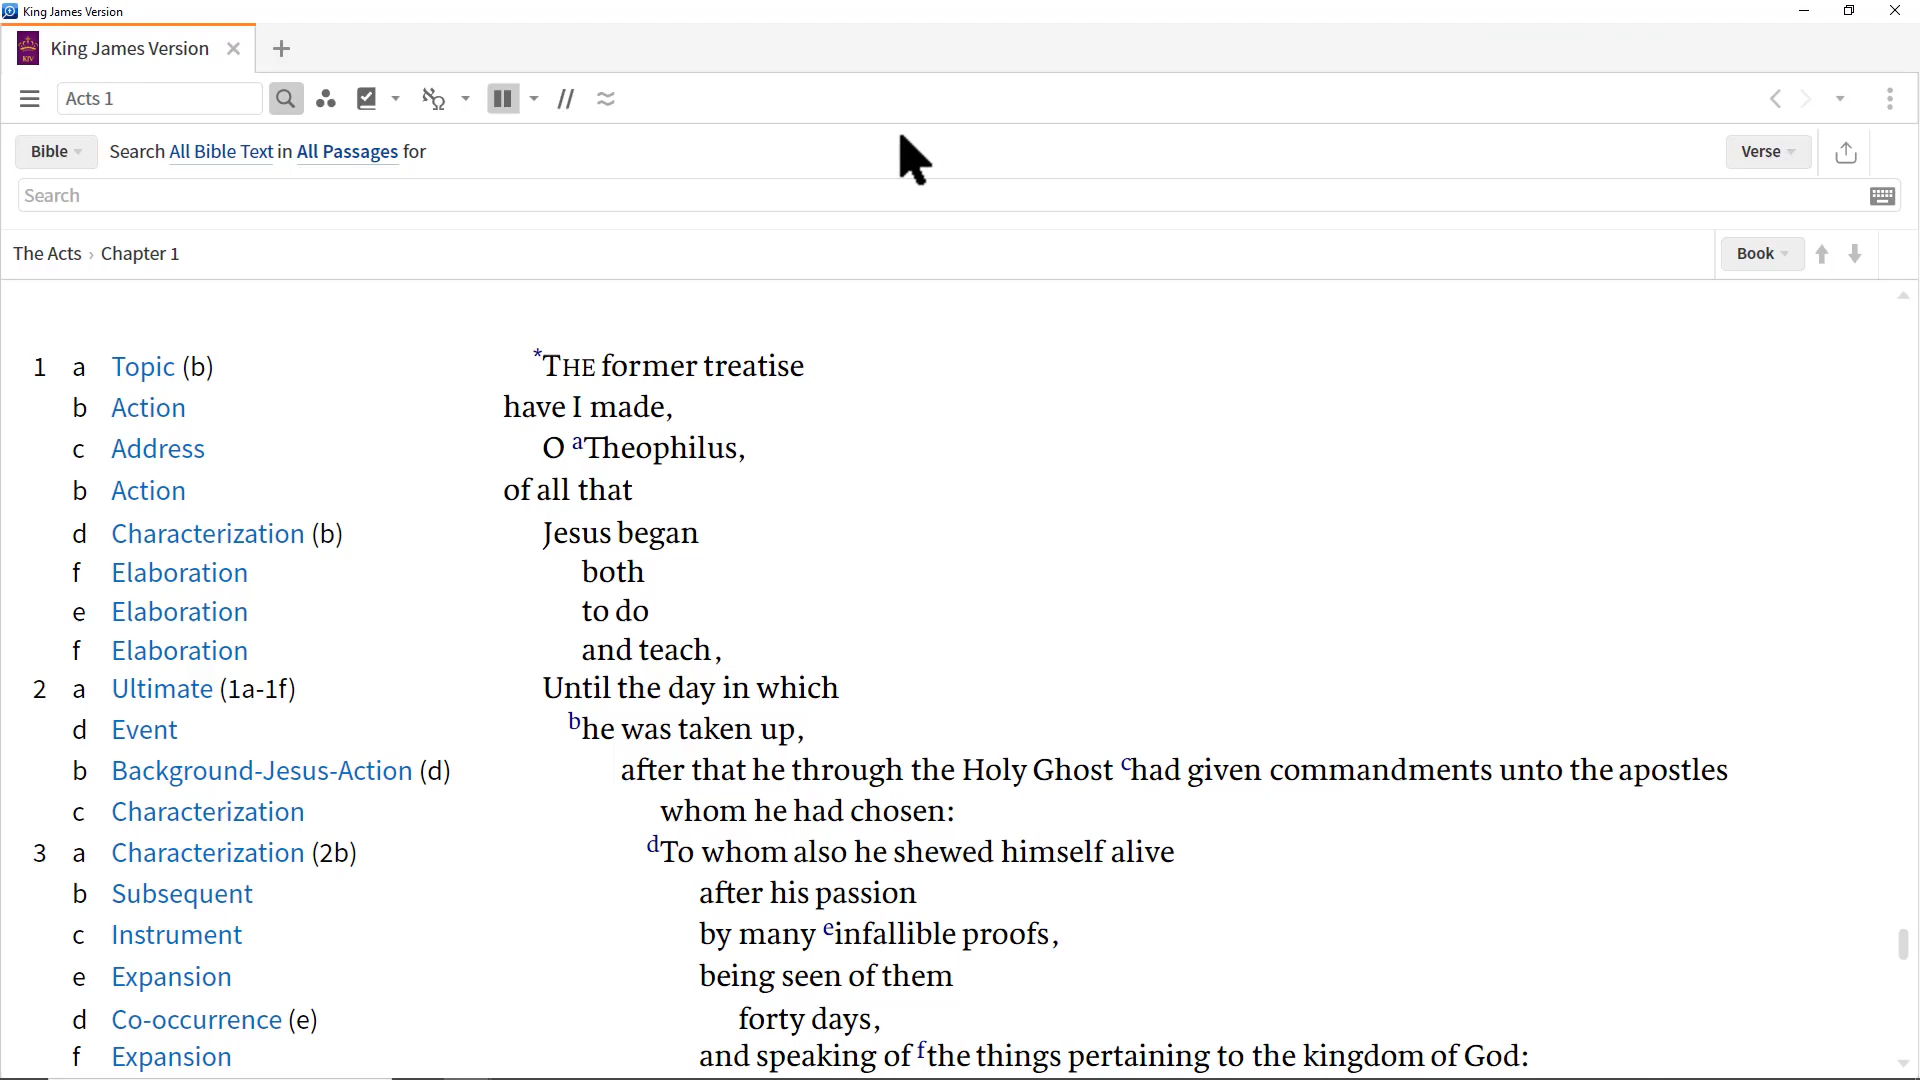 King James Version
King James Version
Acts 1
Bible Search All Bible Text in All Passages for Verse
Search
The Acts › Chapter 1 Book
1 a Topic (b) *THE former treatise
b Action have I made,
c Address O aTheophilus,
b Action of all that
d Characterization (b) Jesus began
f Elaboration both
e Elaboration to do
f Elaboration and teach,
2 a Ultimate (1a-1f) Until the day in which
d Event bhe was taken up,
b Background-Jesus-Action (d) after that he through the Holy Ghost chad given commandments unto the apostles
c Characterization whom he had chosen:
3 a Characterization (2b) dTo whom also he shewed himself alive
b Subsequent after his passion
c Instrument by many einfallible proofs,
e Expansion being seen of them
d Co-occurrence (e) forty days,
f Expansion and speaking of fthe things pertaining to the kingdom of God: